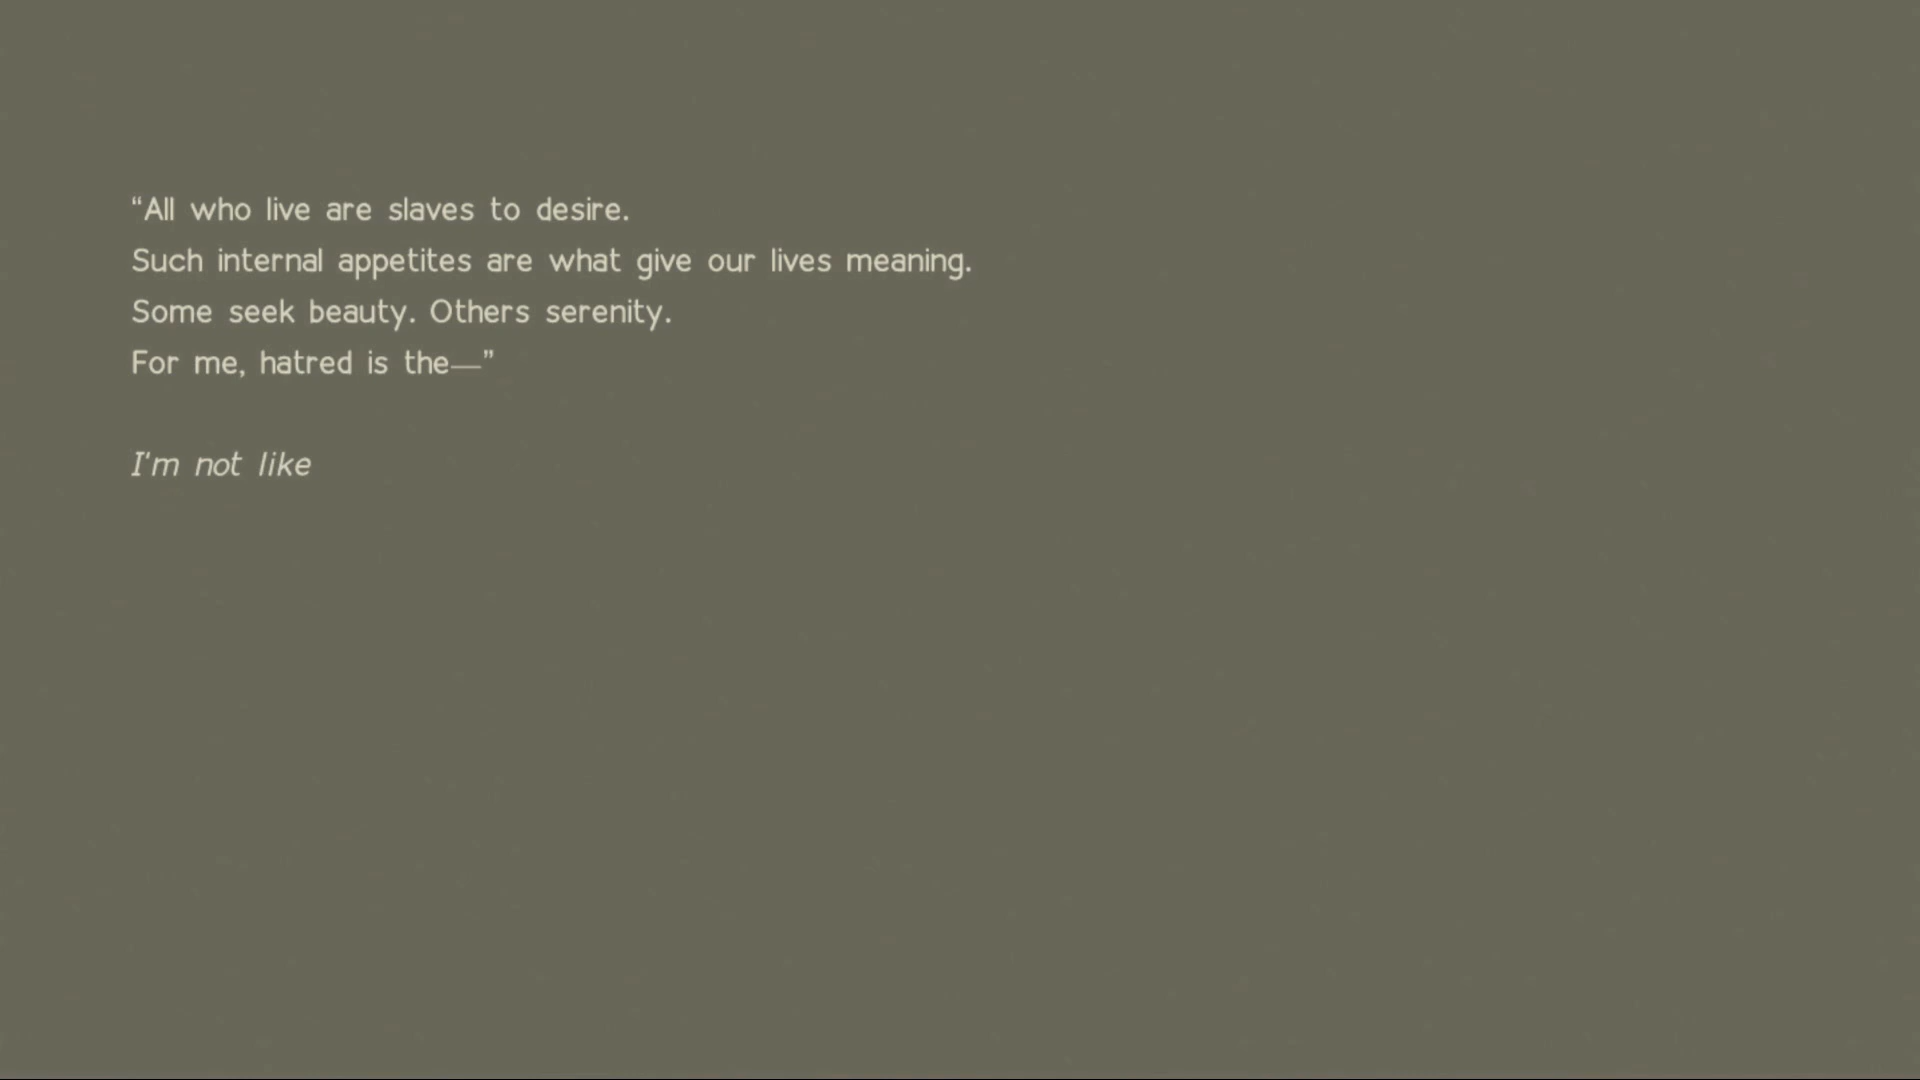 “All who live are slaves to desire.
Such internal appetites are what give our lives meaning.
Some seek beauty. Others serenity.
For me, hatred is the—”
I'm not like